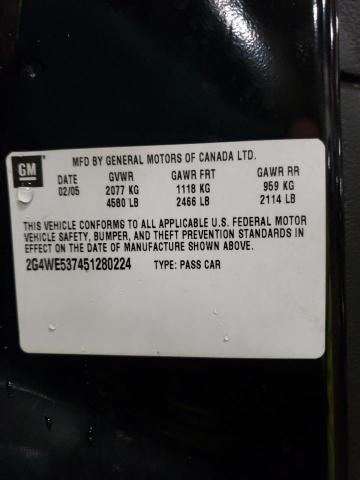 GM
MFD BY GENERAL MOTORS OF CANADA LTD.
DATE GVWR GAWR FRT GAWR RR
02/05 2077 KG 1118 KG 959 KG
4580 LB 2466 LB 2114 LB
THIS VEHICLE CONFORMS TO ALL APPLICABLE U.S. FEDERAL MOTOR
VEHICLE SAFETY, BUMPER, AND THEFT PREVENTION STANDARDS IN
EFFECT ON THE DATE OF MANUFACTURE SHOWN ABOVE.
2G4WE537451280224 TYPE: PASS CAR